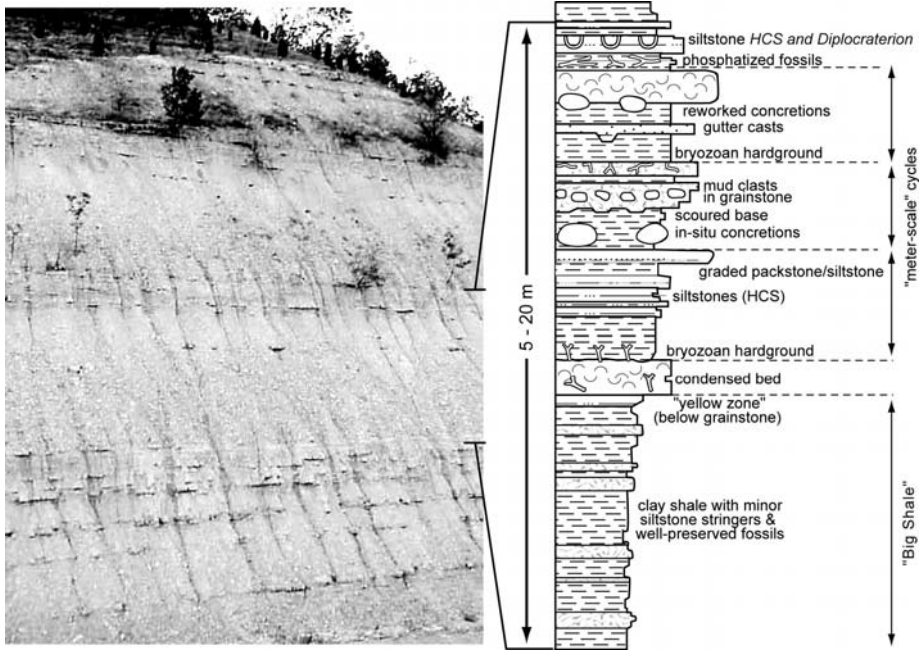 siltstone HCS and Diplocraterion
phosphatized fossils
reworked concretions
gutter casts
bryozoan hardground
mud clasts
in grainstone
scoured base
in-situ concretions
graded packstone/siltstone
siltstones (HCS)
bryozoan hardground
condensed bed
"yellow zone"
(below grainstone)
clay shale with minor
siltstone stringers &
well-preserved fossils
5 - 20 m
"meter-scale" cycles
"Big Shale"